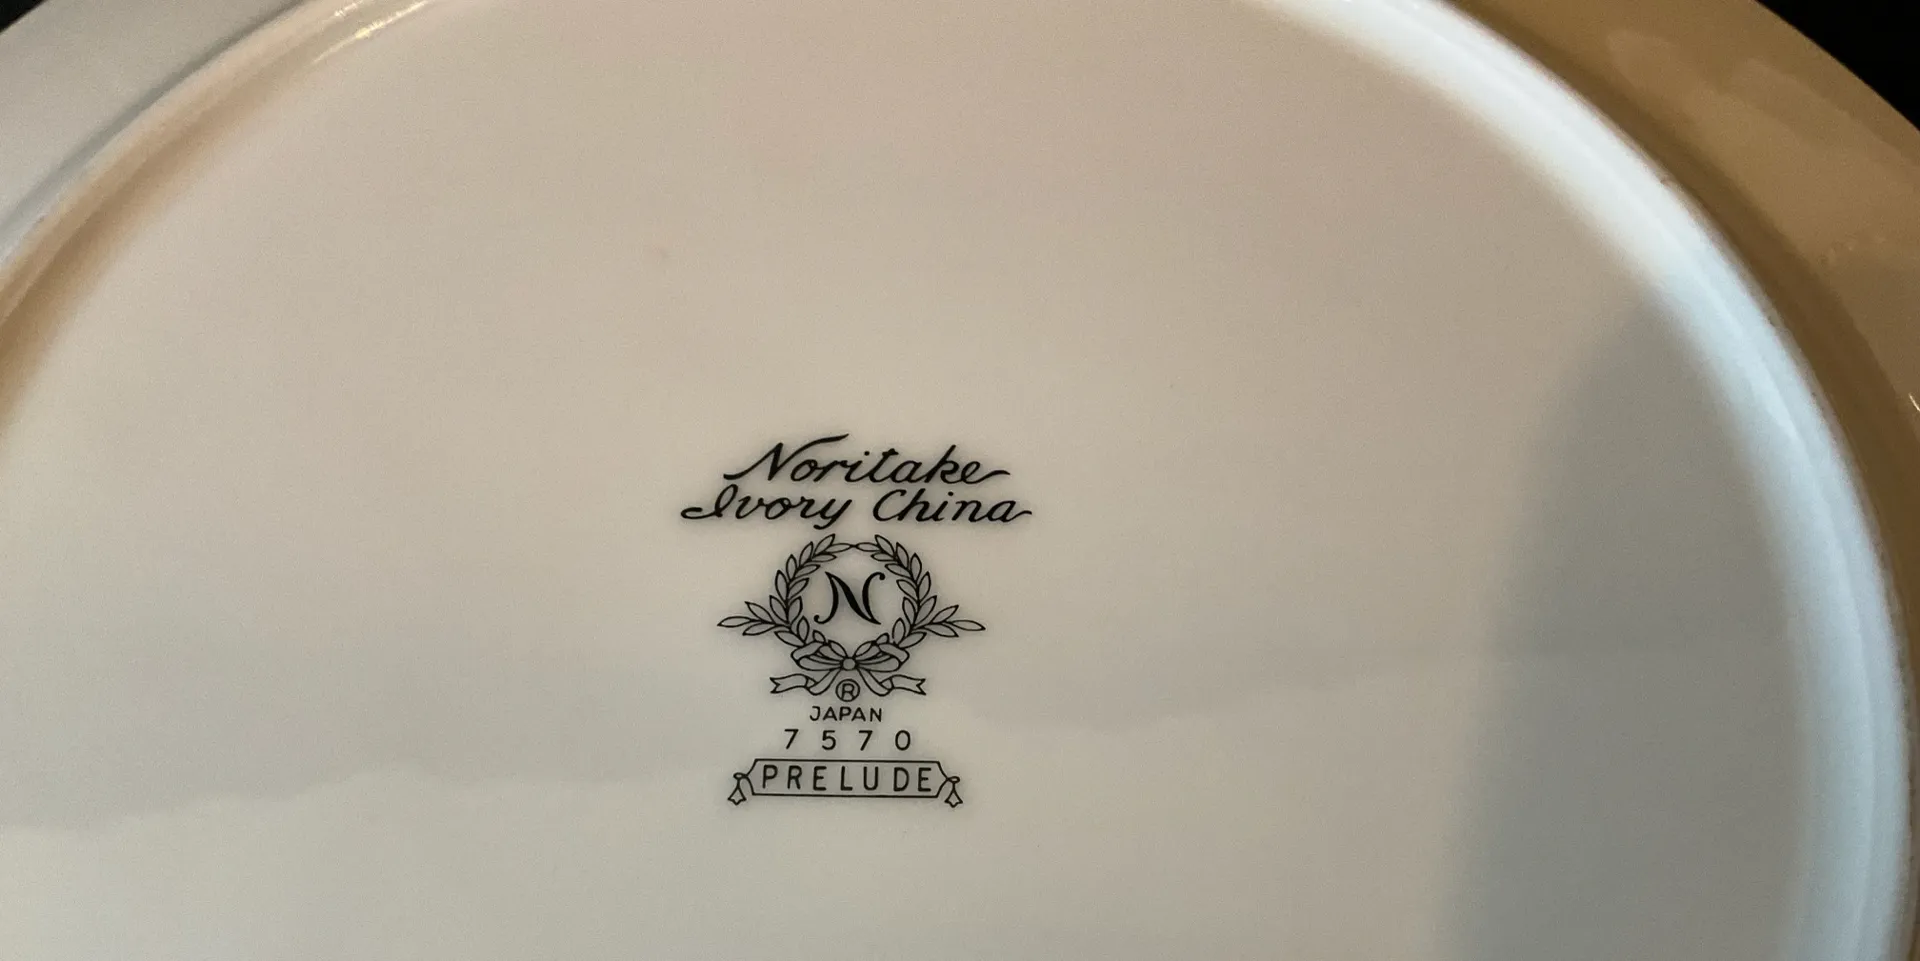 Noritake
Ivory China
N
®
JAPAN
7570
PRELUDE